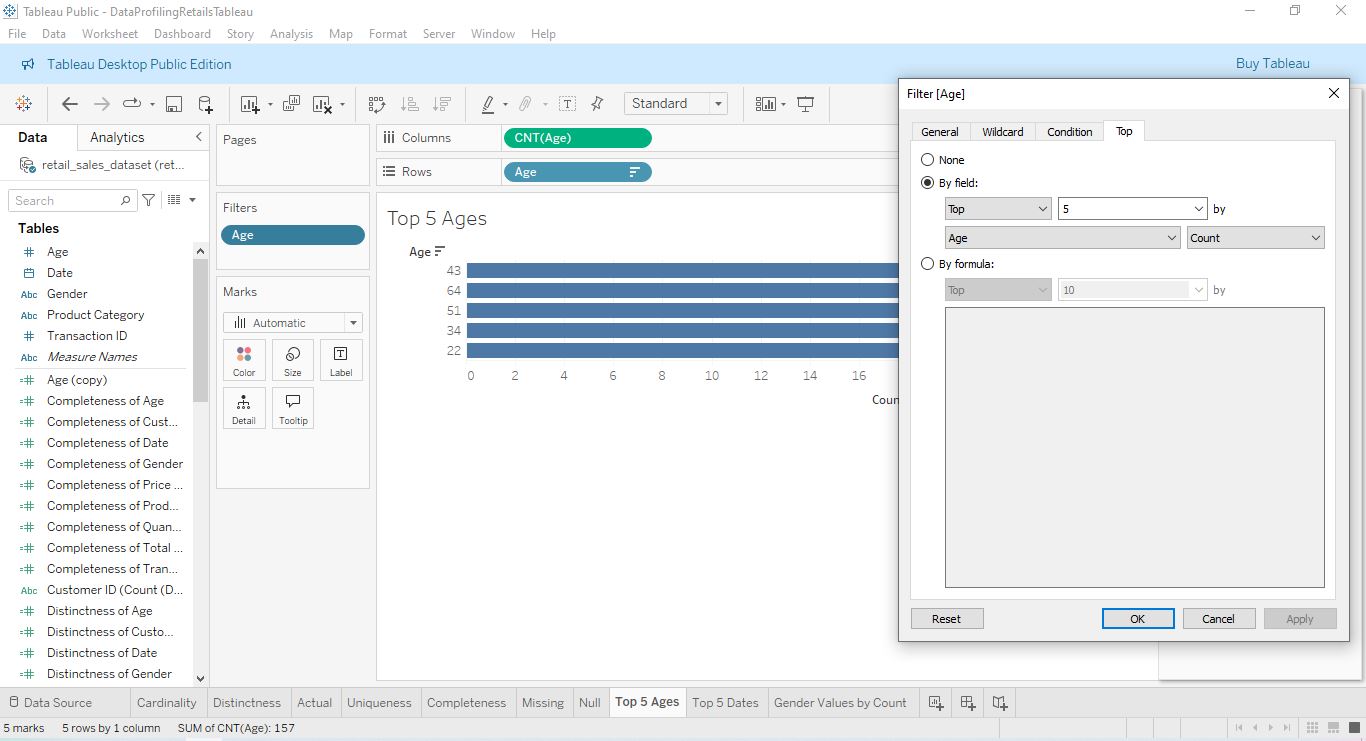 Tableau Public - DataProfilingRetailsTableau
File Data Worksheet Dashboard Story Analysis Map Format Server Window Help
Tableau Desktop Public Edition
Buy Tableau
Standard
Data
Analytics
retail_sales_dataset (ret...
Search
Tables
Age
Date
Abc Gender
Abc Product Category
Transaction ID
Abc Measure Names
Age (copy)
Completeness of Age
Completeness of Cust...
Completeness of Date
Completeness of Gender
Completeness of Price ...
Completeness of Prod...
Completeness of Quan...
Completeness of Total ...
Completeness of Tran...
Abc Customer ID (Count (D...
Distinctness of Age
Distinctness of Custo...
Distinctness of Date
Distinctness of Gender
Pages
Filters
Age
Marks
Automatic
Color
Size
Label
Detail
Tooltip
Columns
CNT(Age)
Rows
Age
Top 5 Ages
Age
43
64
51
34
22
0 2 4 6 8 10 12 14 16
Coun
Filter [Age]
General Wildcard Condition Top
None
By field:
Top 5 by
Age Count
By formula:
Top 10 by
Reset OK Cancel Apply
Data Source Cardinality Distinctness Actual Uniqueness Completeness Missing Null Top 5 Ages Top 5 Dates Gender Values by Count
5 marks 5 rows by 1 column SUM of CNT(Age): 157